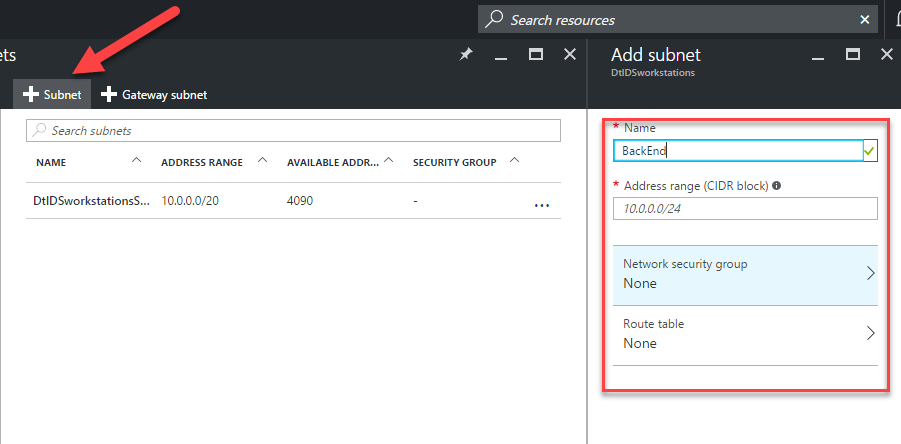 Search resources
ets
Add subnet
DtIDSworkstations
Subnet
Gateway subnet
Search subnets
NAME
ADDRESS RANGE
AVAILABLE ADDR...
SECURITY GROUP
DtIDSworkstationsS...
10.0.0.0/20
4090
-
...
* Name
BackEnd
* Address range (CIDR block)
10.0.0.0/24
Network security group
None
Route table
None